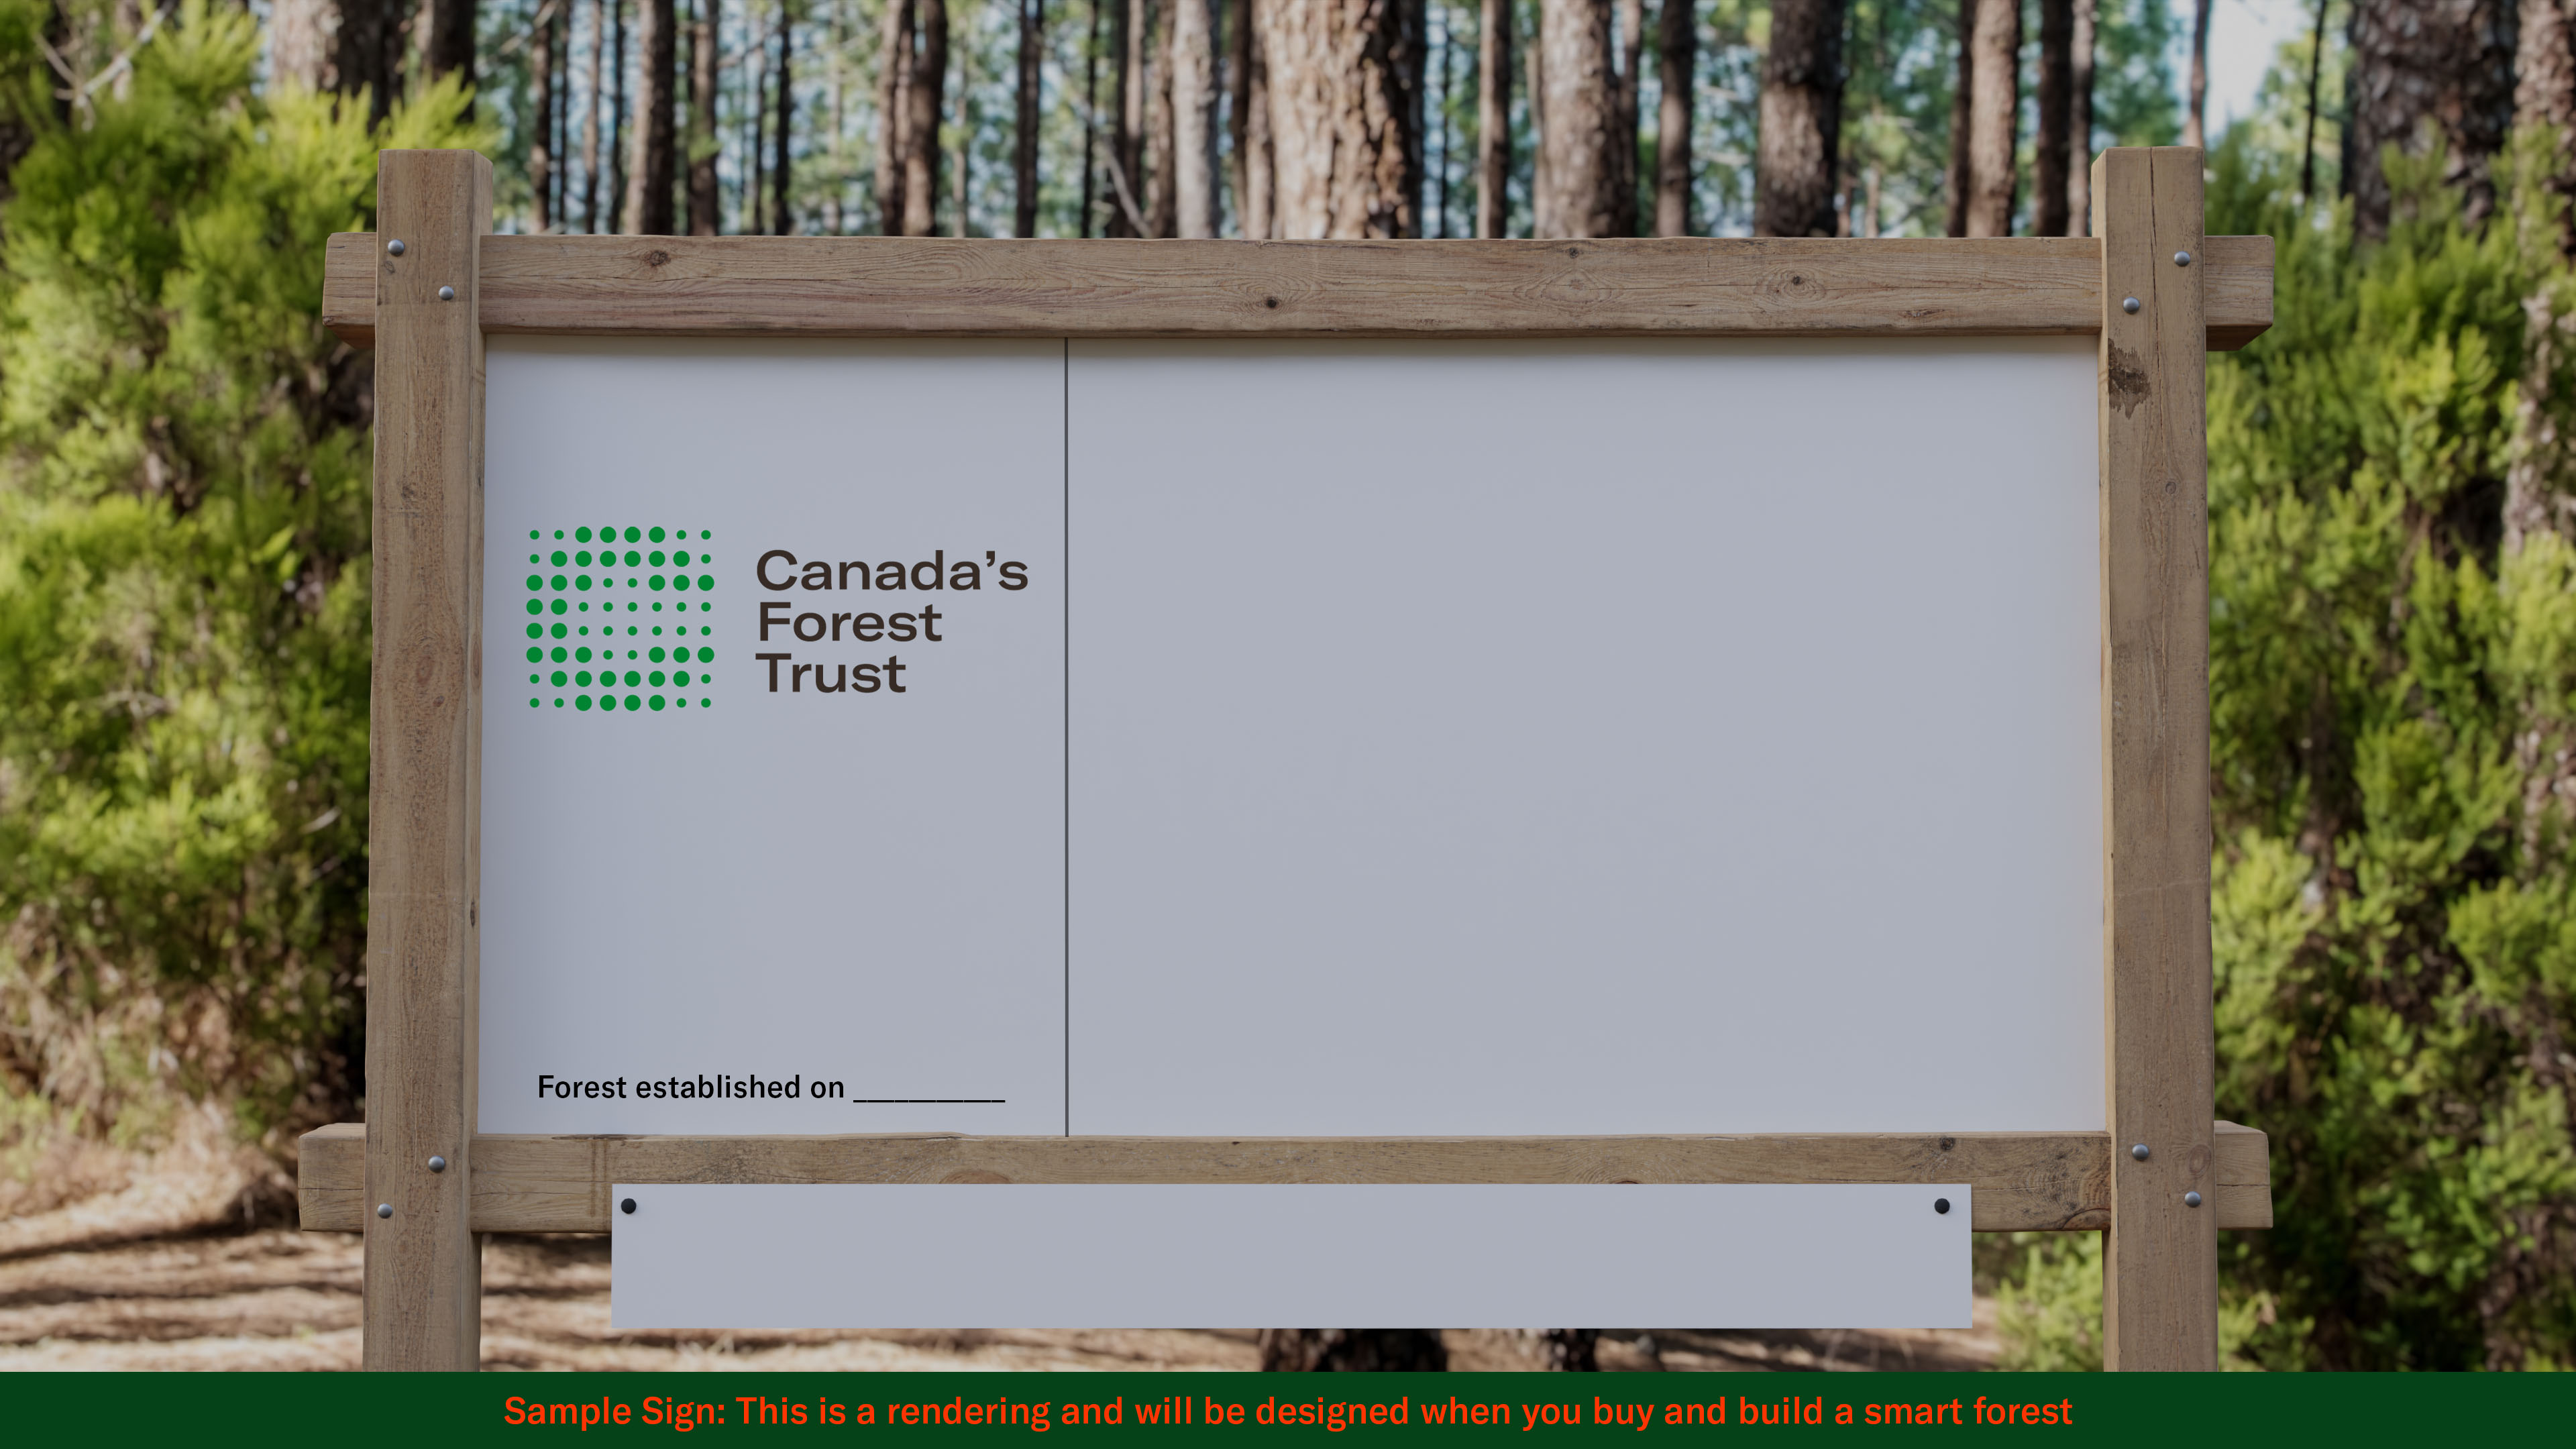 Canada’s
Forest
Trust
Forest established on ___________
Sample Sign: This is a rendering and will be designed when you buy and build a smart forest